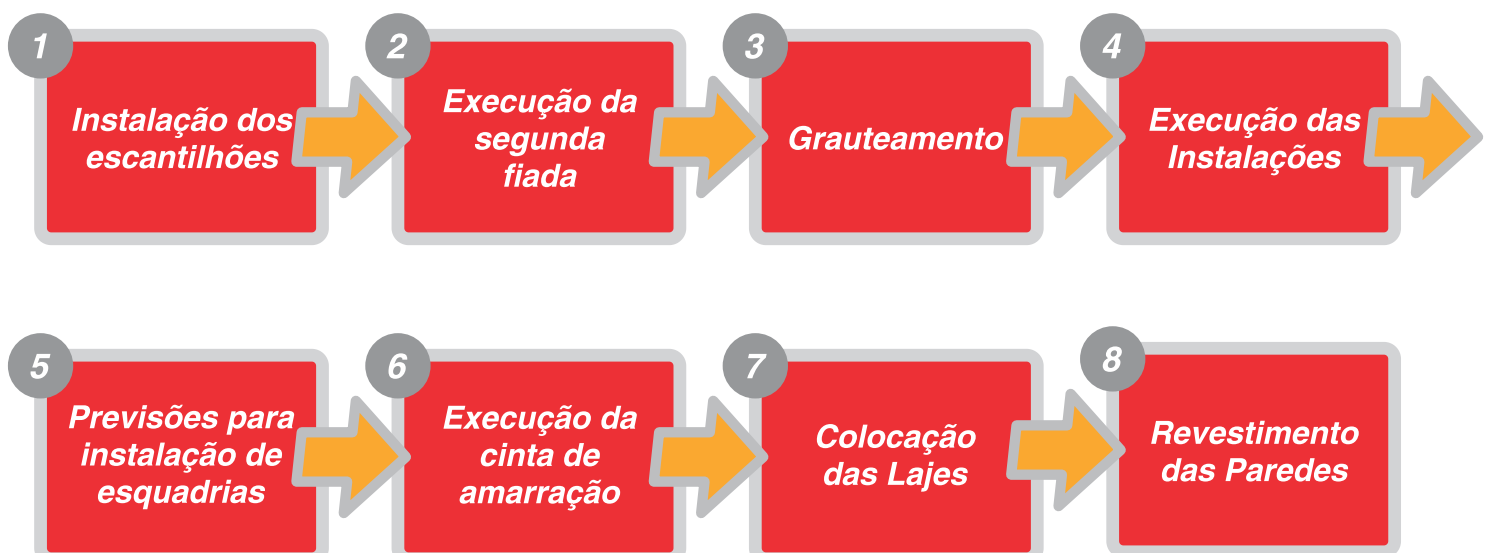 1
Instalação dos
escantilhões
2
Execução da
segunda
fiada
3
Grauteamento
4
Execução das
Instalações
5
Previsões para
instalação de
esquadrias
6
Execução da
cinta de
amarração
7
Colocação
das Lajes
8
Revestimento
das Paredes